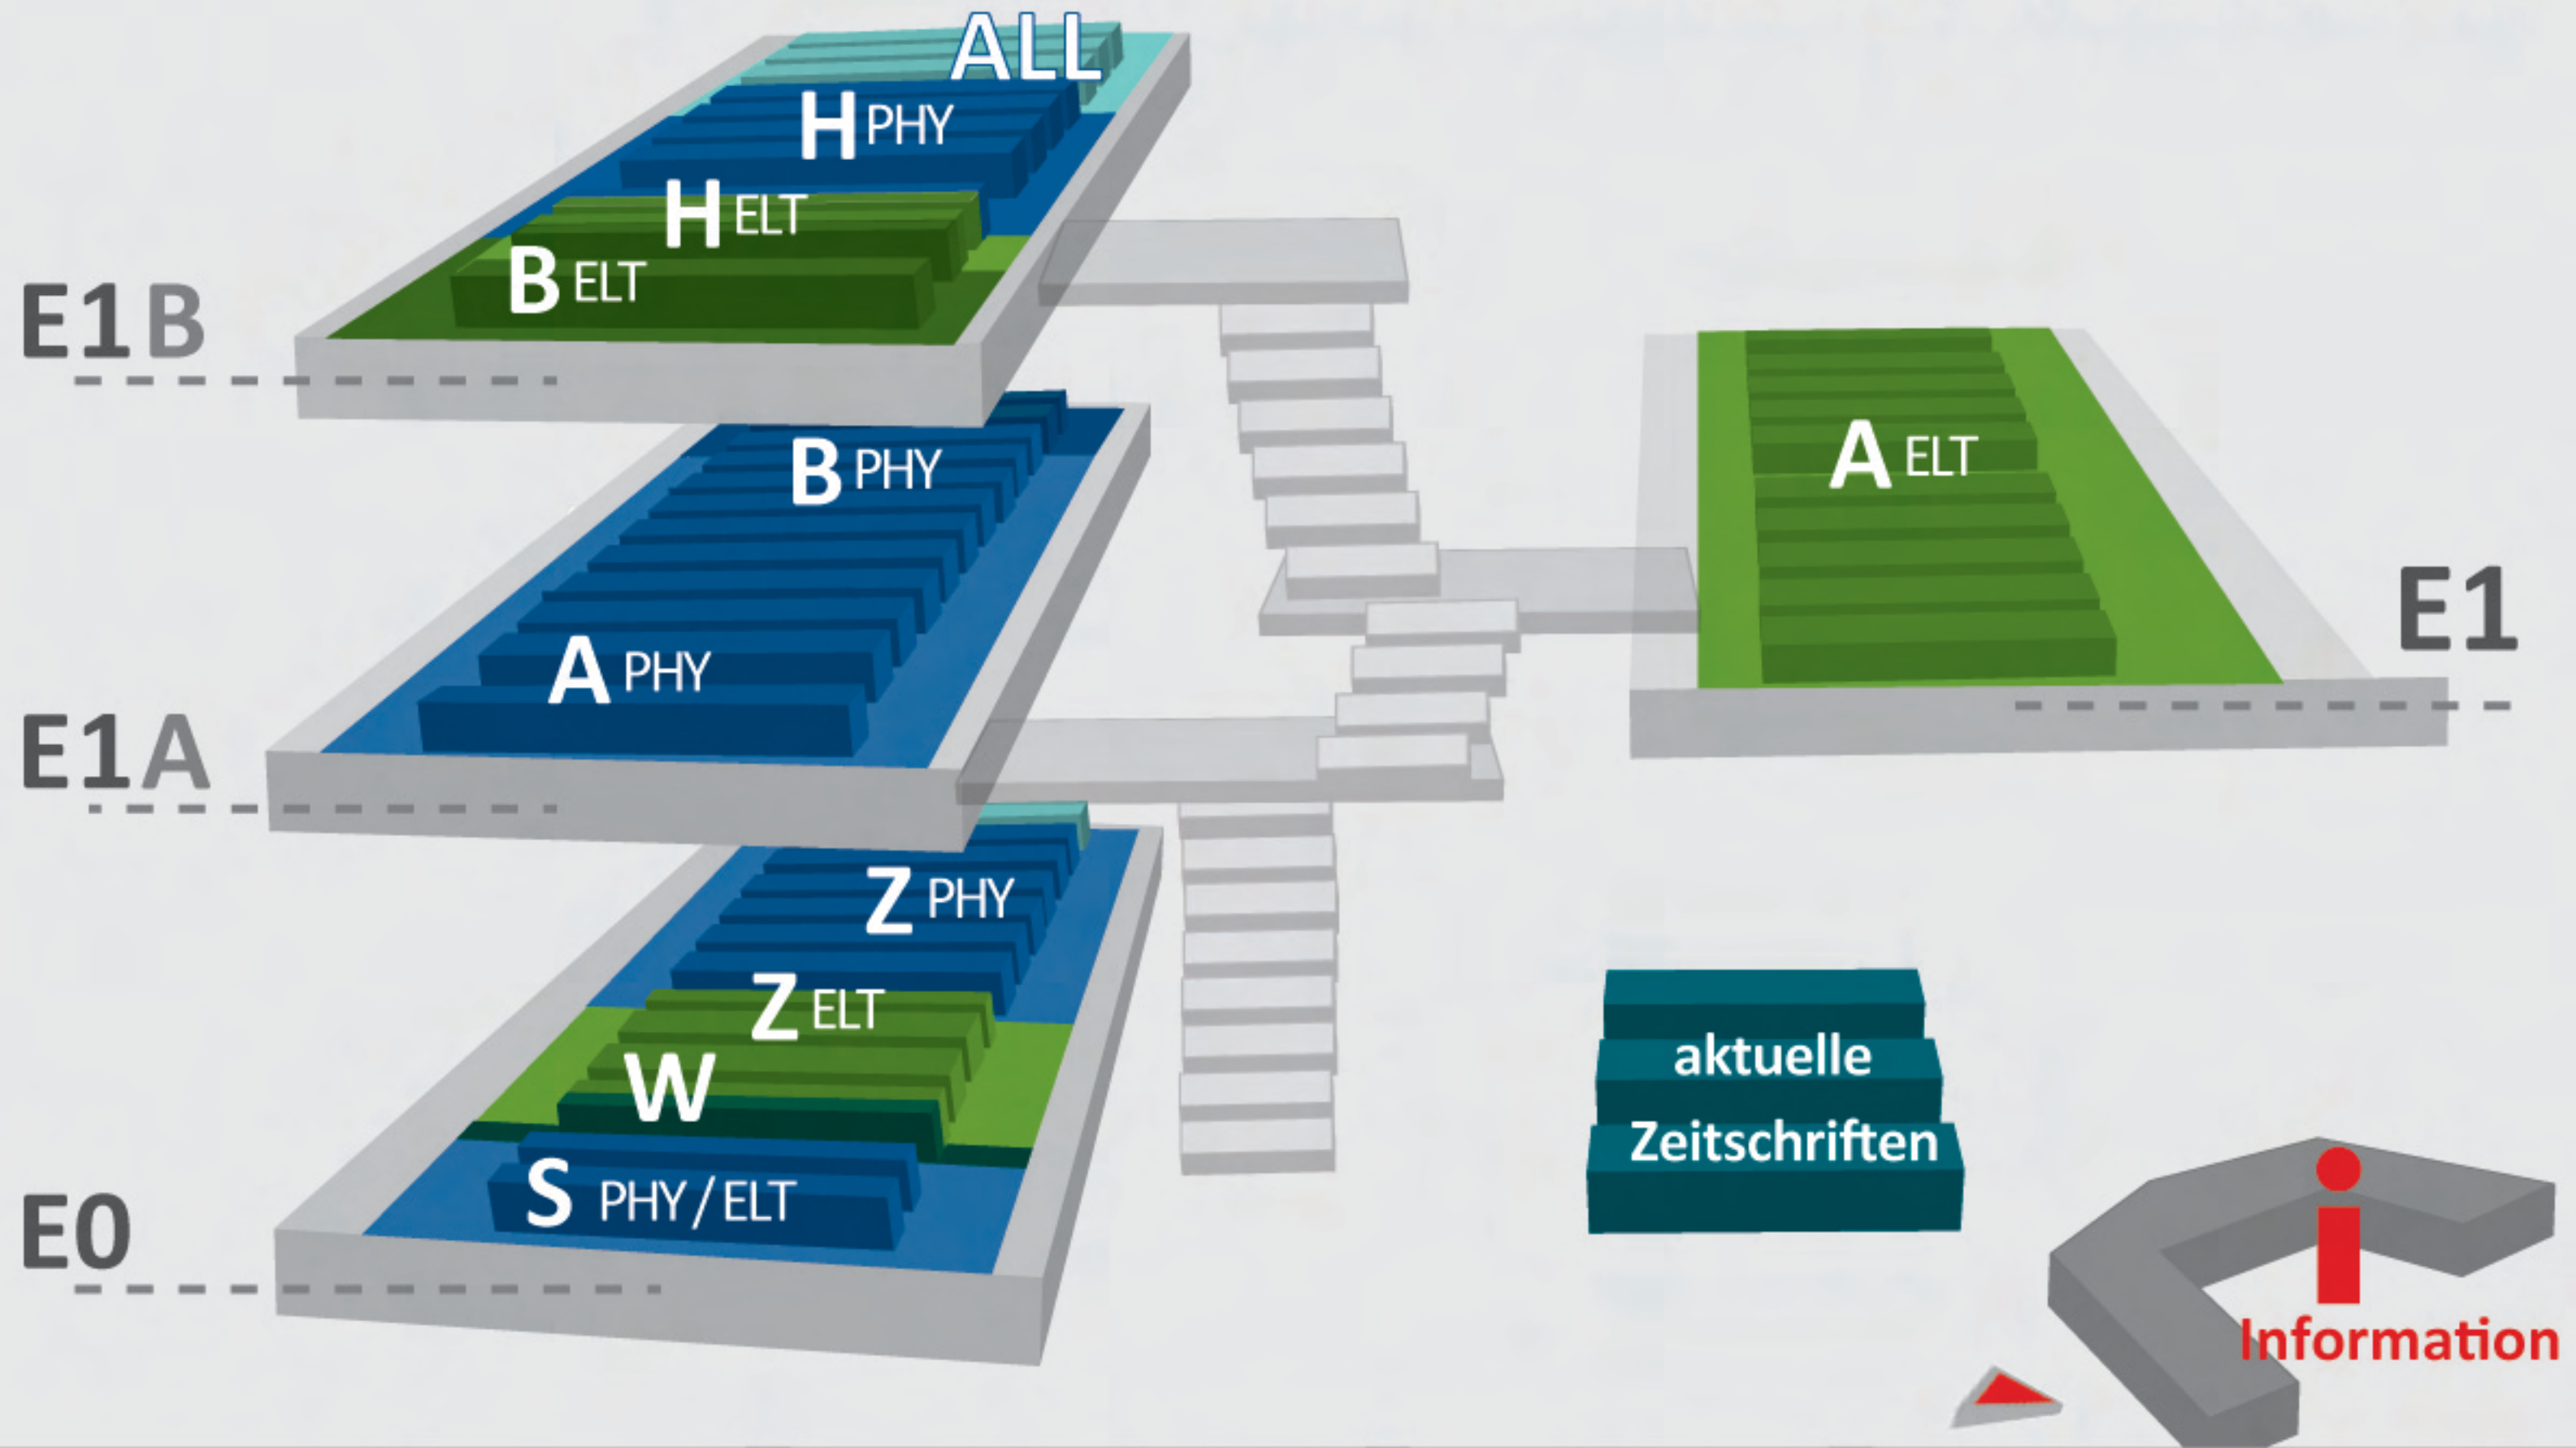 ALL
H PHY
H ELT
B ELT
E1B
B PHY
A PHY
E1A
A ELT
E1
Z PHY
Z ELT
W
S PHY / ELT
E0
aktuelle
Zeitschriften
i
Information